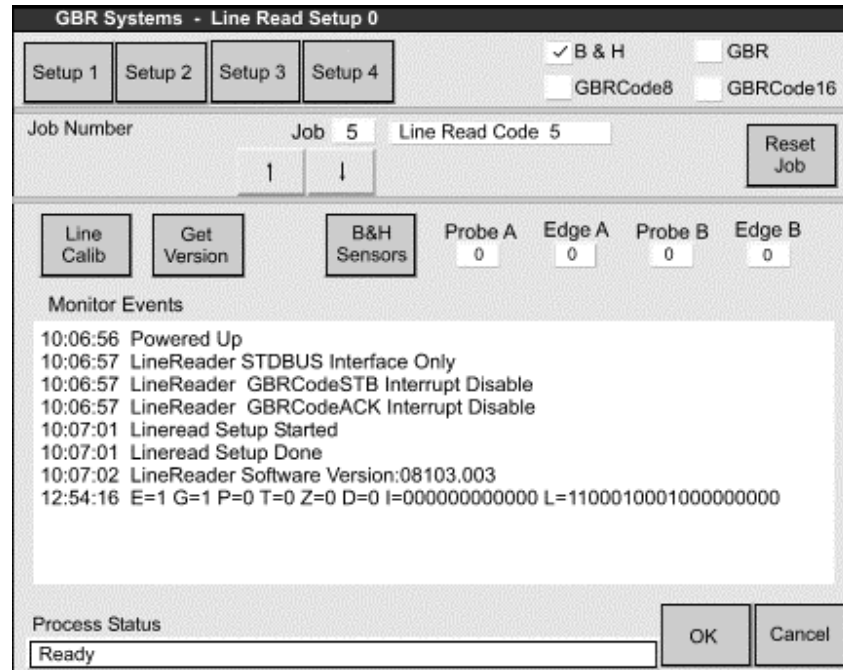 GBR Systems - Line Read Setup 0
Setup 1 Setup 2 Setup 3 Setup 4
B & H GBR
GBRCode8 GBRCode16
Job Number Job 5 Line Read Code 5
Reset
Job
Line
Calib
Get
Version
B&H
Sensors
Probe A Edge A Probe B Edge B
0 0 0 0
Monitor Events
10:06:56 Powered Up
10:06:57 LineReader STDBUS Interface Only
10:06:57 LineReader GBRCodeSTB Interrupt Disable
10:06:57 LineReader GBRCodeACK Interrupt Disable
10:07:01 Lineread Setup Started
10:07:01 Lineread Setup Done
10:07:02 LineReader Software Version:08103.003
12:54:16 E=1 G=1 P=0 T=0 Z=0 D=0 I=000000000000 L=1100010001000000000
Process Status
Ready
OK Cancel